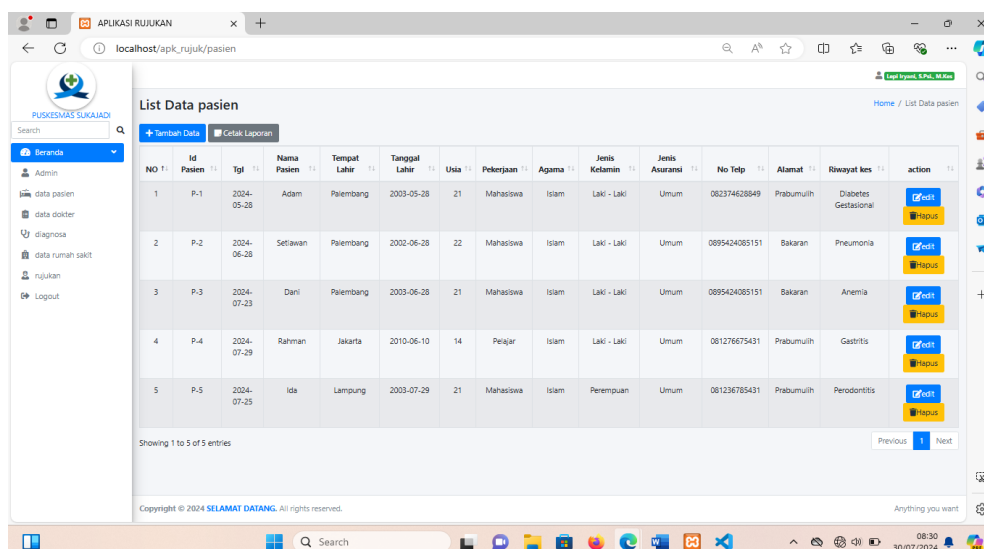 APLIKASI RUJUKAN
localhost/apk_rujuk/pasien
PUSKESMAS SUKAJADI
Search
Beranda
Admin
data pasien
data dokter
diagnosa
data rumah sakit
rujukan
Logout
List Data pasien
Home / List Data pasien
Tambah Data Cetak Laporan
NO Id Pasien Tgl Nama Pasien Tempat Lahir Tanggal Lahir Usia Pekerjaan Agama Jenis Kelamin Jenis Asuransi No Telp Alamat Riwayat kes action
1 P-1 2024-05-28 Adam Palembang 2003-05-28 21 Mahasiswa Islam Laki - Laki Umum 082374628849 Prabumulih Diabetes Gestasional edit Hapus
2 P-2 2024-06-28 Setiawan Palembang 2002-06-28 22 Mahasiswa Islam Laki - Laki Umum 0895424085151 Bakaran Pneumonia edit Hapus
3 P-3 2024-07-23 Dani Palembang 2003-06-28 21 Mahasiswa Islam Laki - Laki Umum 0895424085151 Bakaran Anemia edit Hapus
4 P-4 2024-07-29 Rahman Jakarta 2010-06-10 14 Pelajar Islam Laki - Laki Umum 081276675431 Prabumulih Gastritis edit Hapus
5 P-5 2024-07-25 Ida Lampung 2003-07-29 21 Mahasiswa Islam Perempuan Umum 081236785431 Prabumulih Perodontitis edit Hapus
Showing 1 to 5 of 5 entries
Previous 1 Next
Copyright © 2024 SELAMAT DATANG. All rights reserved.
Anything you want
Search
08:30
30/07/2024